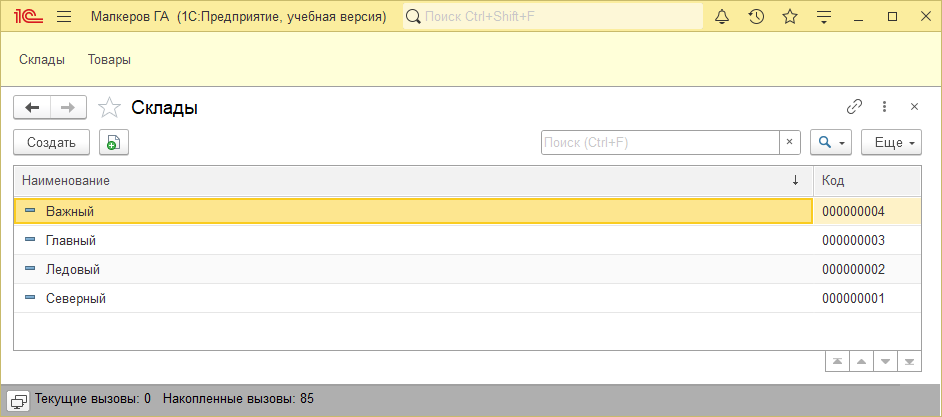 1С Малкеров ГА (1С:Предприятие, учебная версия) Поиск Ctrl+Shift+F
Склады Товары
Склады
Создать Поиск (Ctrl+F) × Еще
Наименование ↓ Код
Важный 000000004
Главный 000000003
Ледовый 000000002
Северный 000000001
Текущие вызовы: 0 Накопленные вызовы: 85